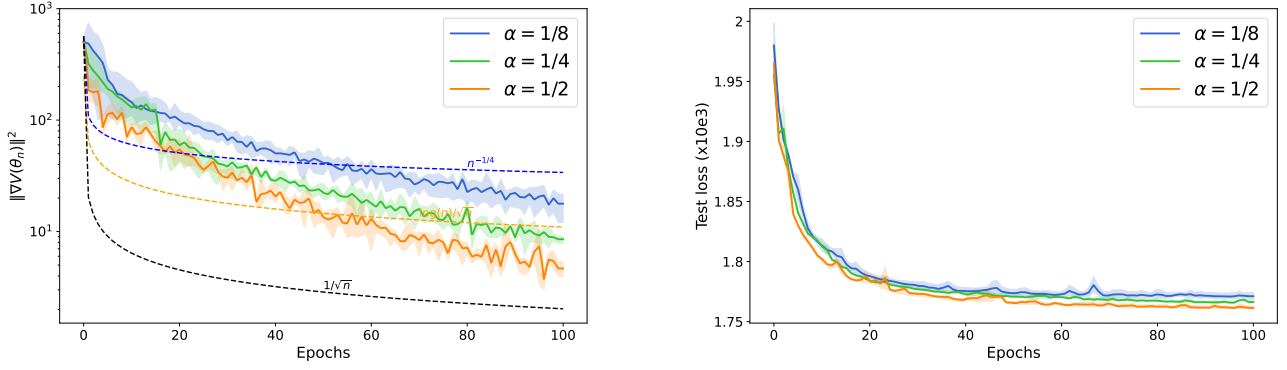 10³
10²
10¹
‖∇V(θₙ)‖²
α = 1/8
α = 1/4
α = 1/2
n⁻¹/⁴
1/√n
0
20
40
60
80
100
Epochs
2
1.95
1.9
1.85
1.8
1.75
Test loss (x10e3)
α = 1/8
α = 1/4
α = 1/2
0
20
40
60
80
100
Epochs